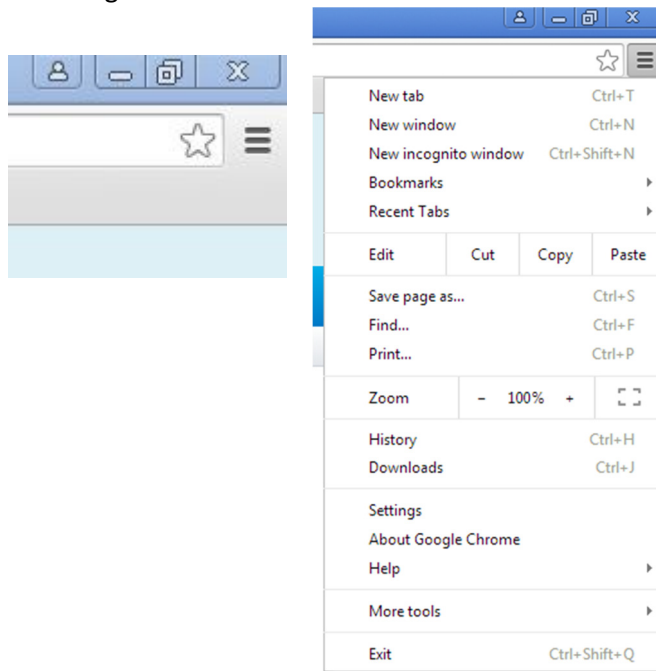 New tab Ctrl+T
New window Ctrl+N
New incognito window Ctrl+Shift+N
Bookmarks
Recent Tabs
Edit Cut Copy Paste
Save page as... Ctrl+S
Find... Ctrl+F
Print... Ctrl+P
Zoom - 100% +
History Ctrl+H
Downloads Ctrl+J
Settings
About Google Chrome
Help
More tools
Exit Ctrl+Shift+Q